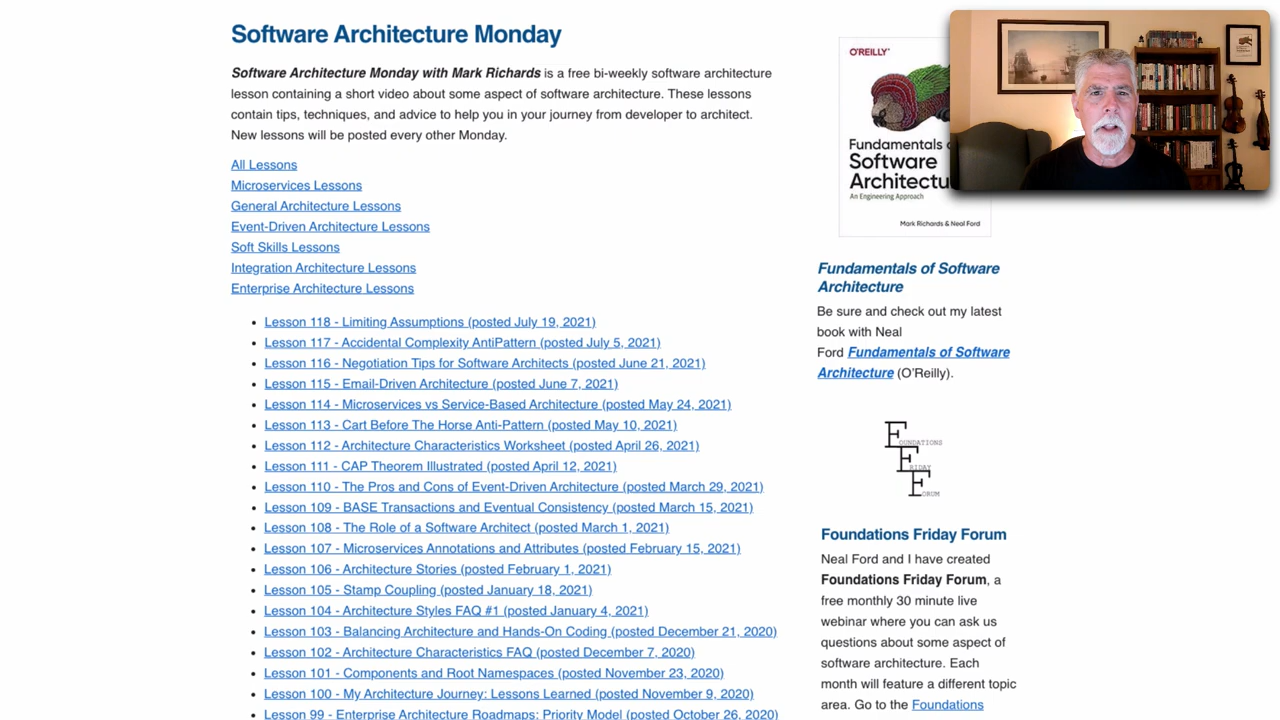 Software Architecture Monday
Software Architecture Monday with Mark Richards is a free bi-weekly software architecture
lesson containing a short video about some aspect of software architecture. These lessons
contain tips, techniques, and advice to help you in your journey from developer to architect.
New lessons will be posted every other Monday.
All Lessons
Microservices Lessons
General Architecture Lessons
Event-Driven Architecture Lessons
Soft Skills Lessons
Integration Architecture Lessons
Enterprise Architecture Lessons
Lesson 118 - Limiting Assumptions (posted July 19, 2021)
Lesson 117 - Accidental Complexity AntiPattern (posted July 5, 2021)
Lesson 116 - Negotiation Tips for Software Architects (posted June 21, 2021)
Lesson 115 - Email-Driven Architecture (posted June 7, 2021)
Lesson 114 - Microservices vs Service-Based Architecture (posted May 24, 2021)
Lesson 113 - Cart Before The Horse Anti-Pattern (posted May 10, 2021)
Lesson 112 - Architecture Characteristics Worksheet (posted April 26, 2021)
Lesson 111 - CAP Theorem Illustrated (posted April 12, 2021)
Lesson 110 - The Pros and Cons of Event-Driven Architecture (posted March 29, 2021)
Lesson 109 - BASE Transactions and Eventual Consistency (posted March 15, 2021)
Lesson 108 - The Role of a Software Architect (posted March 1, 2021)
Lesson 107 - Microservices Annotations and Attributes (posted February 15, 2021)
Lesson 106 - Architecture Stories (posted February 1, 2021)
Lesson 105 - Stamp Coupling (posted January 18, 2021)
Lesson 104 - Architecture Styles FAQ #1 (posted January 4, 2021)
Lesson 103 - Balancing Architecture and Hands-On Coding (posted December 21, 2020)
Lesson 102 - Architecture Characteristics FAQ (posted December 7, 2020)
Lesson 101 - Components and Root Namespaces (posted November 23, 2020)
Lesson 100 - My Architecture Journey: Lessons Learned (posted November 9, 2020)
Lesson 99 - Enterprise Architecture Roadmaps: Priority Model (posted October 26, 2020)
O'REILLY
Fundamentals
Software
Architectu
An Engineering Approach
Mark Richards & Neal Ford
Fundamentals of Software
Architecture
Be sure and check out my latest
book with Neal
Ford Fundamentals of Software
Architecture (O'Reilly).
FOUNDATIONS
FRIDAY
FORUM
Foundations Friday Forum
Neal Ford and I have created
Foundations Friday Forum, a
free monthly 30 minute live
webinar where you can ask us
questions about some aspect of
software architecture. Each
month will feature a different topic
area. Go to the Foundations